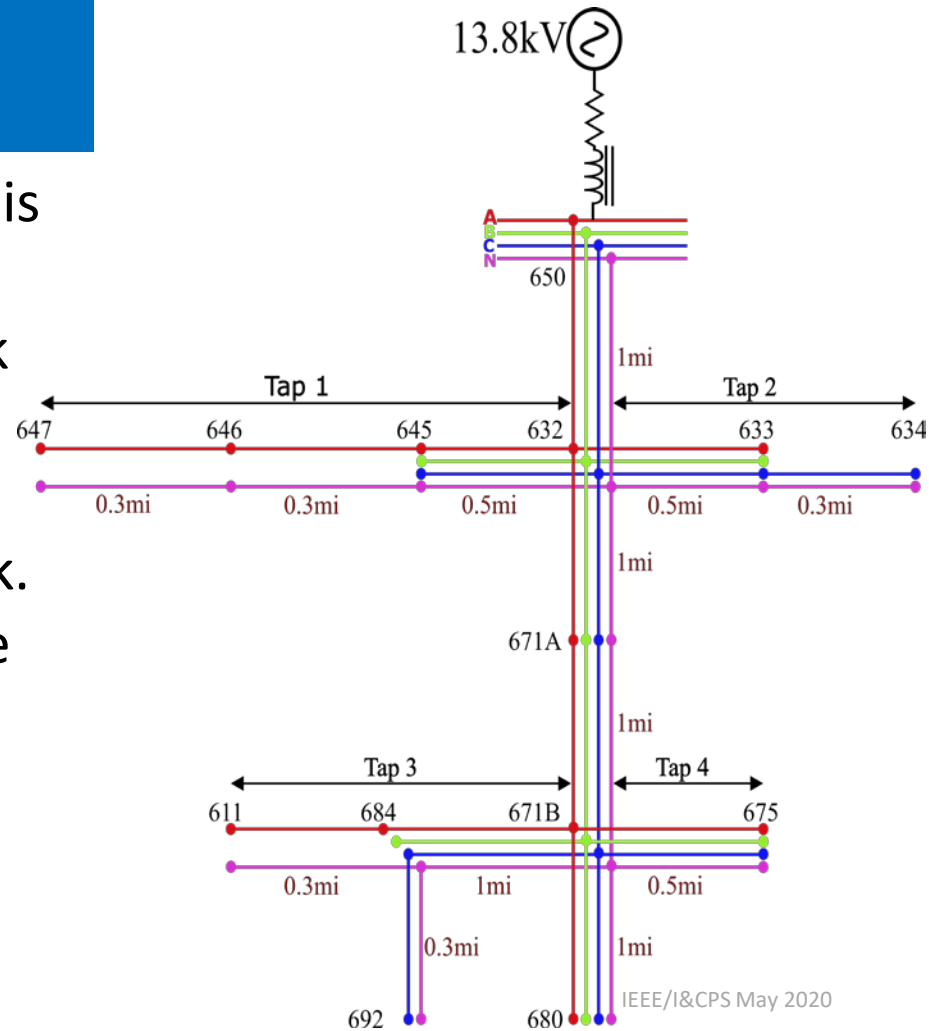 13.8kV
is
A
B
C
N
650
k
1mi
Tap 1
Tap 2
647 646 645 632 633 634
0.3mi 0.3mi 0.5mi 0.5mi 0.3mi
1mi
k.
e
671A
1mi
Tap 3
Tap 4
611 684 671B 675
0.3mi 1mi 0.5mi
0.3mi 1mi
IEEE/I&CPS May 2020
692 680